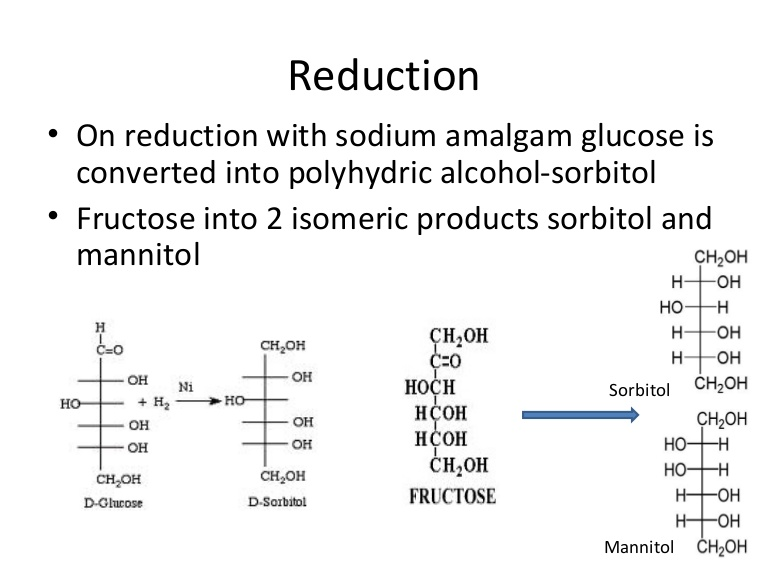 Reduction
• On reduction with sodium amalgam glucose is
converted into polyhydric alcohol-sorbitol
• Fructose into 2 isomeric products sorbitol and
mannitol
H
C=O
OH
HO
OH
OH
CH₂OH
D-Glucose
+ H₂
Ni
CH₂OH
OH
HO
OH
OH
CH₂OH
D-Sorbitol
CH₂OH
C=O
HOCH
HCOH
HCOH
CH₂OH
FRUCTOSE
CH₂OH
H OH
HO H
H OH
H OH
CH₂OH
Sorbitol
CH₂OH
HO H
HO H
H OH
H OH
CH₂OH
Mannitol